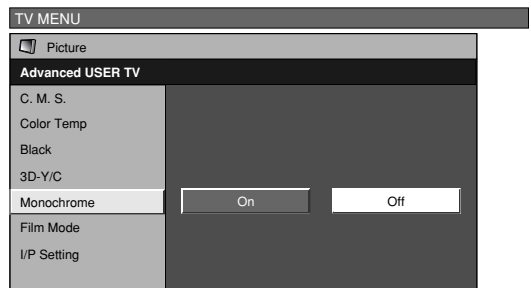 TV MENU
Picture
Advanced USER TV
C. M. S.
Color Temp
Black
3D-Y/C
Monochrome On Off
Film Mode
I/P Setting